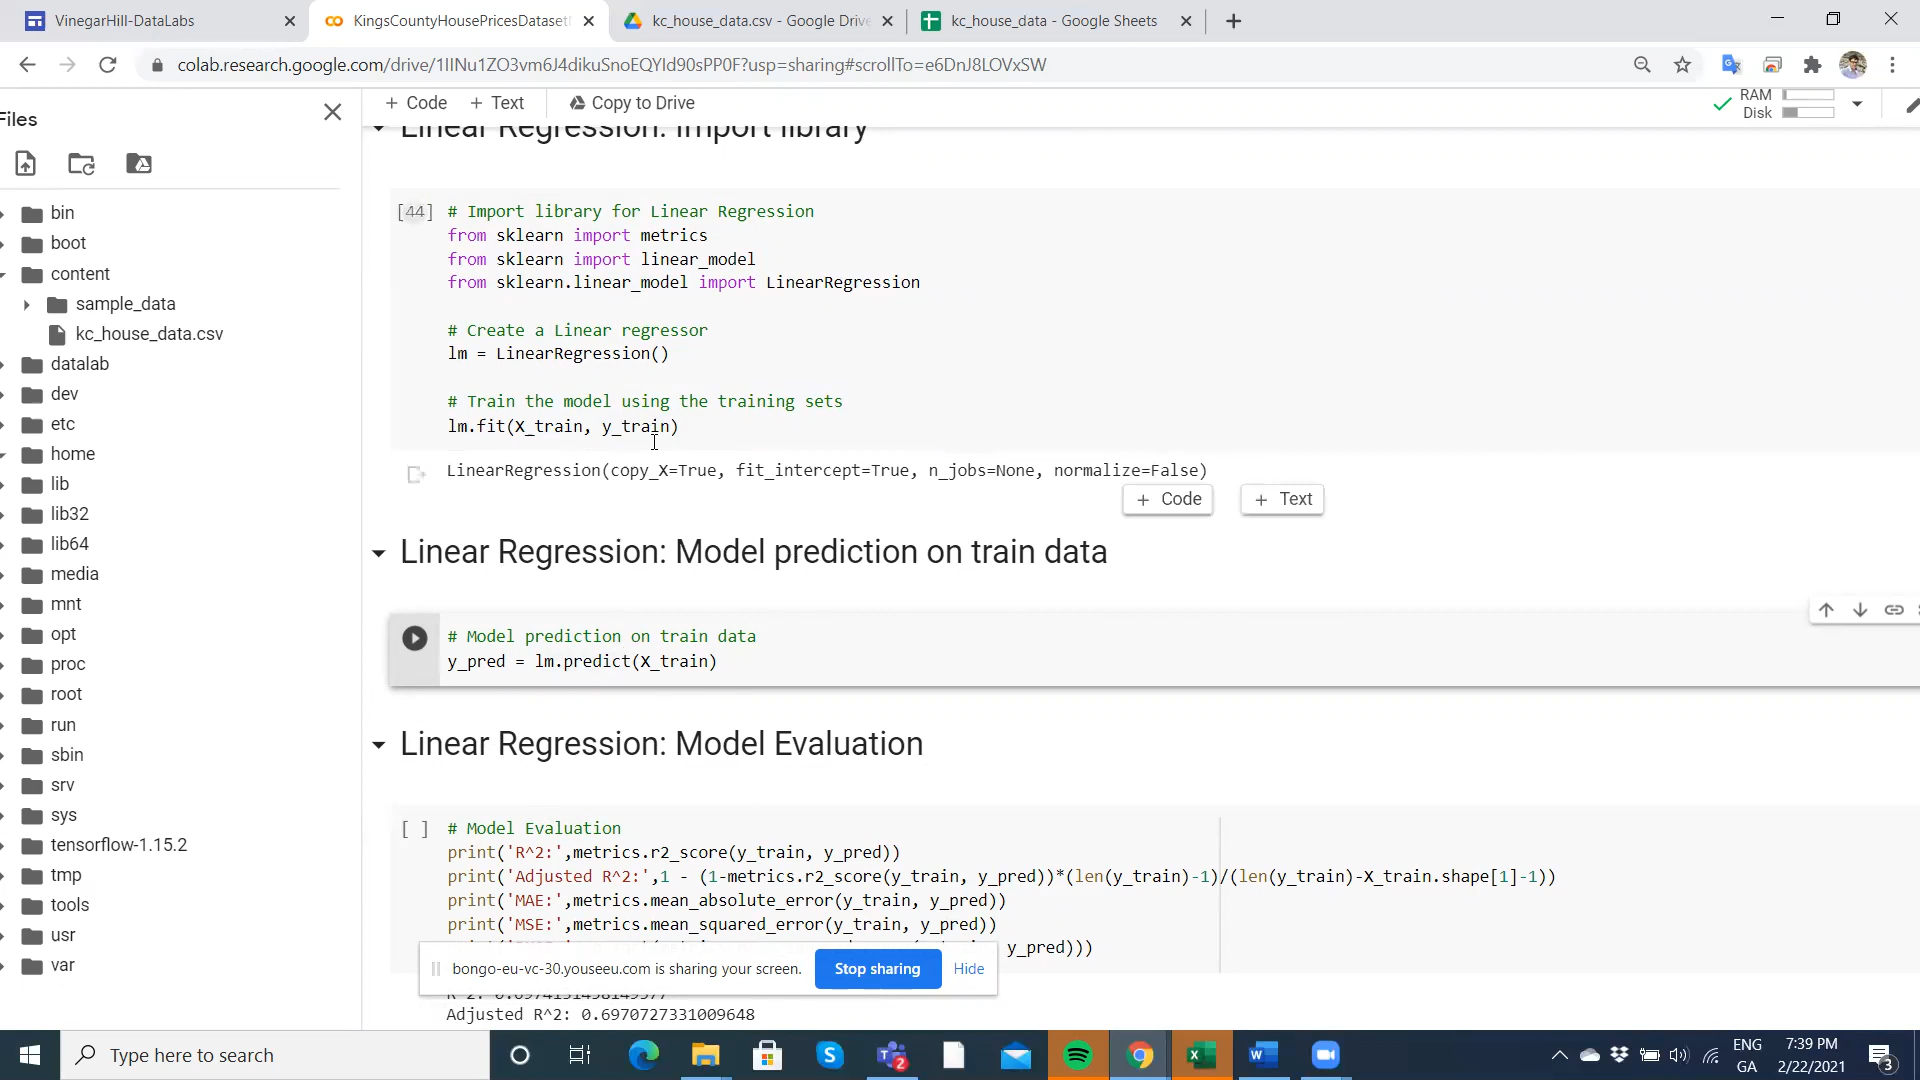 VinegarHill-DataLabs
KingsCountyHousePricesDataset
kc_house_data.csv - Google Drive
kc_house_data - Google Sheets
colab.research.google.com/drive/1IINu1ZO3vm6J4dikuSnoEQYId90sPP0F?usp=sharing#scrollTo=e6DnJ8LOVxSW
Files
+ Code + Text
Copy to Drive
RAM
Disk
bin
boot
content
sample_data
kc_house_data.csv
datalab
dev
etc
home
lib
lib32
lib64
media
mnt
opt
proc
root
run
sbin
srv
sys
tensorflow-1.15.2
tmp
tools
usr
var
Linear Regression: Import library
[44] # Import library for Linear Regression
from sklearn import metrics
from sklearn import linear_model
from sklearn.linear_model import LinearRegression
# Create a Linear regressor
lm = LinearRegression()
# Train the model using the training sets
lm.fit(X_train, y_train)
LinearRegression(copy_X=True, fit_intercept=True, n_jobs=None, normalize=False)
+ Code + Text
Linear Regression: Model prediction on train data
# Model prediction on train data
y_pred = lm.predict(X_train)
Linear Regression: Model Evaluation
[ ] # Model Evaluation
print('R^2:',metrics.r2_score(y_train, y_pred))
print('Adjusted R^2:',1 - (1-metrics.r2_score(y_train, y_pred))*(len(y_train)-1)/(len(y_train)-X_train.shape[1]-1))
print('MAE:',metrics.mean_absolute_error(y_train, y_pred))
print('MSE:',metrics.mean_squared_error(y_train, y_pred))
y_pred)))
bongo-eu-vc-30.youseeu.com is sharing your screen.
Stop sharing
Hide
Adjusted R^2: 0.6970727331009648
Type here to search
2
ENG
GA
7:39 PM
2/22/2021
3